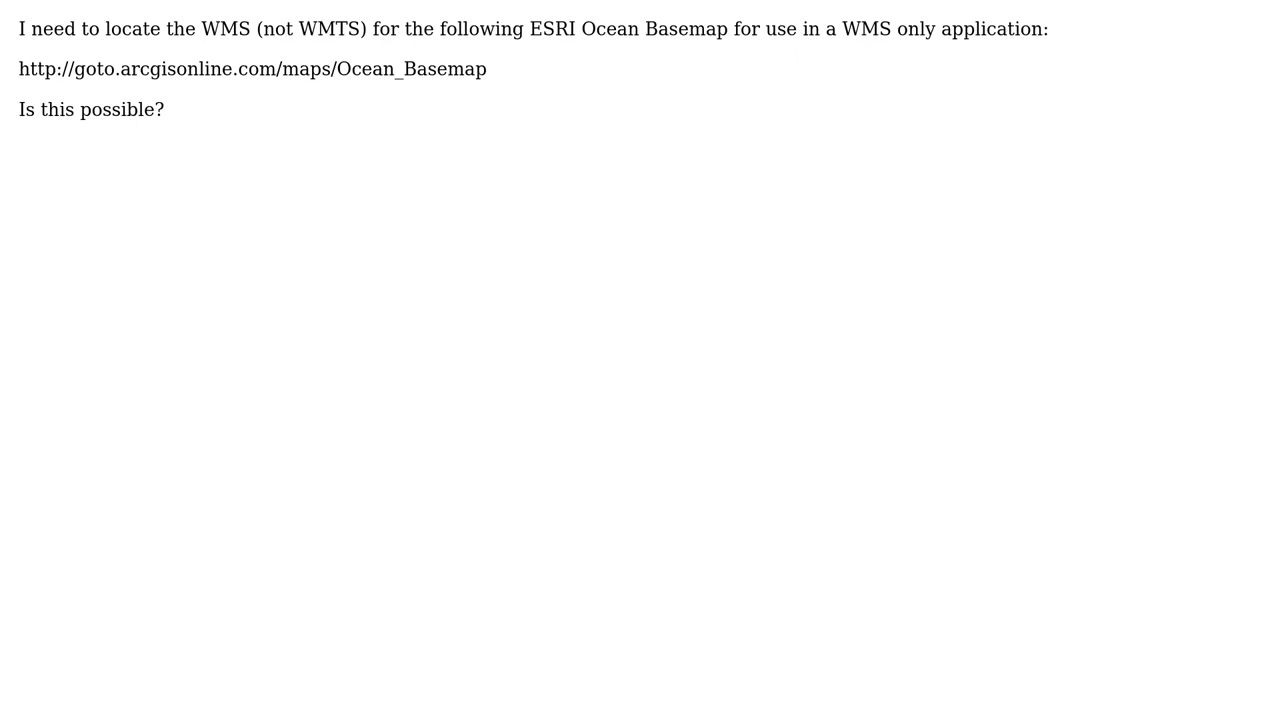 I need to locate the WMS (not WMTS) for the following ESRI Ocean Basemap for use in a WMS only application:
http://goto.arcgisonline.com/maps/Ocean_Basemap
Is this possible?